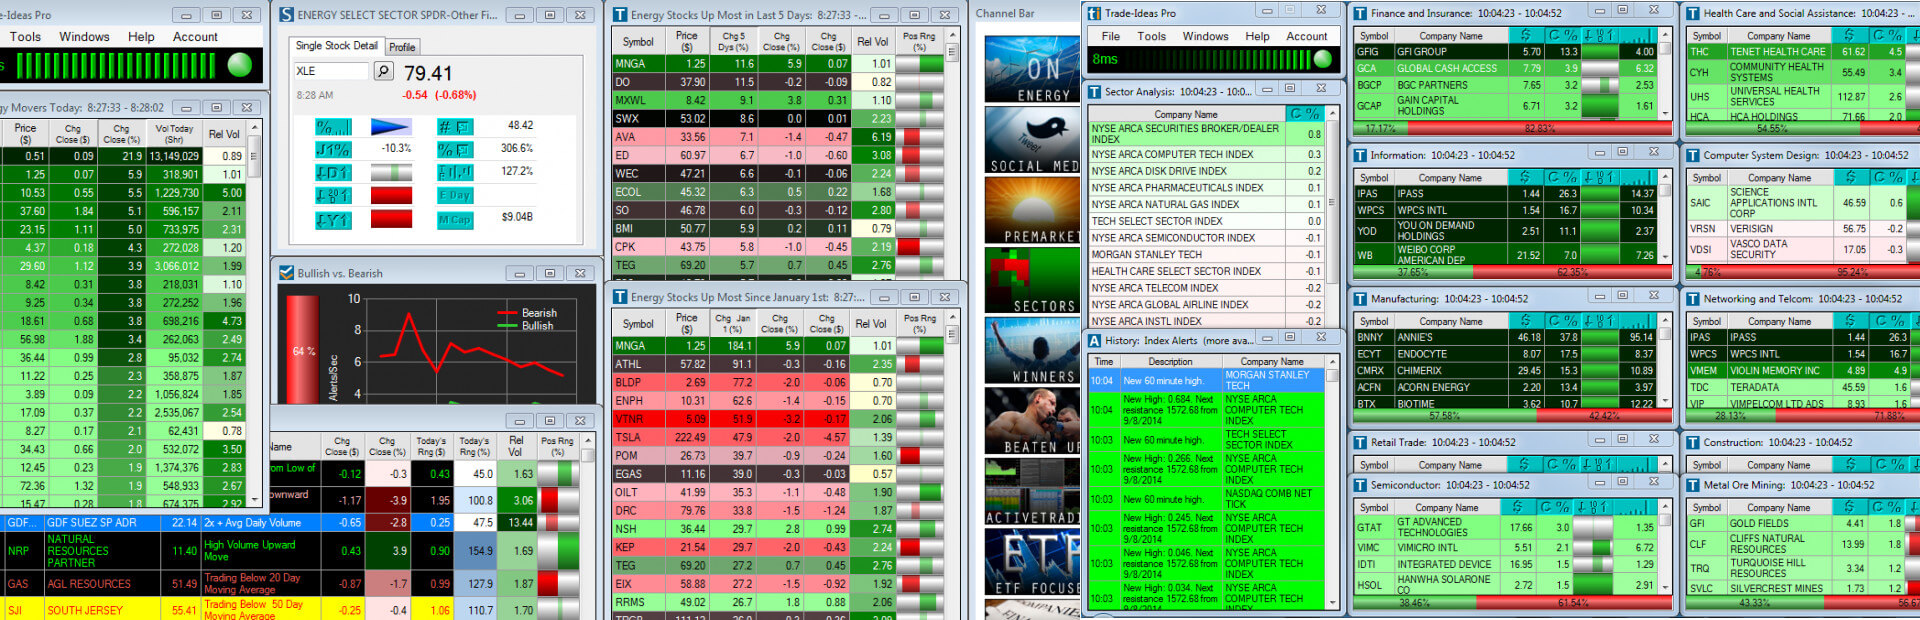 e-Ideas Pro
Tools Windows Help Account
gy Movers Today: 8:27:33 - 8:28:02
Price ($) Chg Close ($) Chg Close (%) Vol Today (Shr) Rel Vol
0.51 0.09 21.9 13,149,029 0.89
1.25 0.07 5.9 318,901 1.01
10.53 0.55 5.5 1,229,730 5.00
37.60 1.84 5.1 596,157 2.11
23.15 1.11 5.0 733,975 2.31
4.37 0.18 4.3 272,028 1.20
29.60 1.12 3.9 3,066,012 1.99
8.42 0.31 3.8 218,031 1.10
9.25 0.34 3.8 272,252 1.96
18.61 0.68 3.8 698,216 4.73
56.98 1.88 3.4 262,063 2.49
36.44 0.99 2.8 95,032 2.74
11.22 0.25 2.3 358,875 1.87
3.89 0.09 2.2 1,056,824 1.85
17.09 0.37 2.2 2,535,067 2.54
8.27 0.17 2.1 62,431 0.78
34.43 0.66 2.0 532,072 3.50
12.45 0.23 1.9 1,374,376 2.83
72.36 1.32 1.9 548,933 2.67
15.47 0.28 1.8 674,375 2.92
ENERGY SELECT SECTOR SPDR-Other Fi...
Single Stock Detail Profile
XLE 79.41
8:28 AM -0.54 (-0.68%)
48.42
-10.3% 306.6%
127.2%
E Day
M Cap $9.04B
Bullish vs. Bearish
64 %
Alerts/Sec
10
8
6
4
Bearish
Bullish
Name Chg Close ($) Chg Close (%) Today's Rng ($) Today's Rng (%) Rel Vol Pos Rng (%)
from Low of -0.12 -0.3 0.43 45.0 1.63
ownward -1.17 -3.9 1.95 100.8 3.06
GDF... GDF SUEZ SP ADR 22.14 2x + Avg Daily Volume -0.65 -2.8 0.25 47.5 13.44
NRP NATURAL RESOURCES PARTNER 11.40 High Volume Upward Move 0.43 3.9 0.90 154.9 1.69
GAS AGL RESOURCES 51.49 Trading Below 20 Day Moving Average -0.87 -1.7 0.99 127.9 1.87
SJI SOUTH JERSEY 55.41 Trading Below 50 Day Moving Average -0.25 -0.4 1.06 110.7 1.70
Energy Stocks Up Most in Last 5 Days: 8:27:33 -...
Symbol Price ($) Chg 5 Dys (%) Chg Close (%) Chg Close ($) Rel Vol Pos Rng (%)
MNGA 1.25 11.6 5.9 0.07 1.01
DO 37.90 11.5 -0.2 -0.09 0.82
MXWL 8.42 9.1 3.8 0.31 1.10
SWX 53.02 8.6 0.0 0.01 2.23
AVA 33.56 7.1 -1.4 -0.47 6.19
ED 60.97 6.7 -1.0 -0.60 3.08
WEC 47.21 6.6 -0.1 -0.06 2.24
ECOL 45.32 6.3 0.5 0.22 1.68
SO 46.78 6.0 -0.3 -0.12 2.80
BMI 50.77 5.9 0.2 0.11 0.79
CPK 43.75 5.8 -1.0 -0.45 2.19
TEG 69.20 5.7 0.7 0.45 2.76
Energy Stocks Up Most Since January 1st: 8:27:...
Symbol Price ($) Chg Jan 1 (%) Chg Close (%) Chg Close ($) Rel Vol Pos Rng (%)
MNGA 1.25 184.1 5.9 0.07 1.01
ATHL 57.82 91.1 -0.3 -0.16 2.35
BLDP 2.69 77.2 -2.0 -0.06 0.70
ENPH 10.31 62.6 -1.4 -0.15 0.70
VTNR 5.09 51.9 -3.2 -0.17 2.06
TSLA 222.49 47.9 -2.0 -4.57 1.39
POM 26.73 39.7 -0.9 -0.24 1.60
EGAS 11.16 39.0 -0.3 -0.03 0.57
OILT 41.99 35.3 -1.1 -0.48 1.90
DRC 79.76 33.8 -1.5 -1.24 1.87
NSH 36.44 29.7 2.8 0.99 2.74
KEP 21.54 29.7 -2.0 -0.43 2.24
TEG 69.20 27.2 0.7 0.45 2.76
EIX 58.88 27.2 -1.5 -0.92 1.92
RRMS 49.02 26.7 1.8 0.88 2.06
Channel Bar
ON
ENERGY
Tweet
SOCIAL MED
PREMARKET
SECTORS
WINNERS
BEATEN UP
ACTIVETRAD
ETF
ETF FOCUS
COMPANIES
Trade-Ideas Pro
File Tools Windows Help Account
8ms
Sector Analysis: 10:04:23 - 10:0...
Company Name C %
NYSE ARCA SECURITIES BROKER/DEALER INDEX 0.8
NYSE ARCA COMPUTER TECH INDEX 0.3
NYSE ARCA DISK DRIVE INDEX 0.2
NYSE ARCA PHARMACEUTICALS INDEX 0.1
NYSE ARCA NATURAL GAS INDEX 0.1
TECH SELECT SECTOR INDEX 0.0
NYSE ARCA SEMICONDUCTOR INDEX -0.1
MORGAN STANLEY TECH -0.1
HEALTH CARE SELECT SECTOR INDEX -0.1
NYSE ARCA TELECOM INDEX -0.2
NYSE ARCA GLOBAL AIRLINE INDEX -0.2
NYSE ARCA INSTL INDEX -0.2
History: Index Alerts (more ava...
Time Description Company Name
10:04 New 60 minute high. MORGAN STANLEY TECH
10:04 New High: 0.684. Next resistance 1572.68 from 9/8/2014 NYSE ARCA COMPUTER TECH INDEX
10:03 New 60 minute high. TECH SELECT SECTOR INDEX
10:03 New High: 0.266. Next resistance 1572.68 from 9/8/2014 NYSE ARCA COMPUTER TECH INDEX
10:03 New 60 minute high. NASDAQ COMB NET TICK
10:03 New High: 0.245. Next resistance 1572.68 from 9/8/2014 NYSE ARCA COMPUTER TECH INDEX
10:03 New High: 0.046. Next resistance 1572.68 from 9/8/2014 NYSE ARCA COMPUTER TECH INDEX
10:03 New High: 0.034. Next resistance 1572.68 from 9/8/2014 NYSE ARCA COMPUTER TECH INDEX
Finance and Insurance: 10:04:23 - 10:04:52
Symbol Company Name $ C %
GFIG GFI GROUP 5.70 13.3 4.00
GCA GLOBAL CASH ACCESS 7.79 3.9 6.32
BGCP BGC PARTNERS 7.65 3.2 2.53
GCAP GAIN CAPITAL HOLDINGS 6.71 3.2 1.61
17.17% 82.83%
Information: 10:04:23 - 10:04:52
Symbol Company Name $ C %
IPAS IPASS 1.44 26.3 14.37
WPCS WPCS INTL 1.54 16.7 10.34
YOD YOU ON DEMAND HOLDINGS 2.51 11.1 2.37
WB WEIBO CORP AMERICAN DEP 21.52 7.0 7.26
37.65% 62.35%
Manufacturing: 10:04:23 - 10:04:52
Symbol Company Name $ C %
BNNY ANNIE'S 46.18 37.8 95.14
ECYT ENDOCYTE 8.07 17.5 8.37
CMRX CHIMERIX 29.45 15.3 10.89
ACFN ACORN ENERGY 2.20 13.4 3.97
BTX BIOTIME 3.62 10.7 12.22
57.58% 42.42%
Retail Trade: 10:04:23 - 10:04:52
Symbol Company Name $ C %
Semiconductor: 10:04:23 - 10:04:52
Symbol Company Name $ C %
GTAT GT ADVANCED TECHNOLOGIES 17.66 3.0 1.35
VIMC VIMICRO INTL 5.51 2.1 6.72
IDTI INTEGRATED DEVICE 16.95 1.5 1.29
HSOL HANWHA SOLARONE CO 2.72 1.5 2.91
38.46% 61.54%
Health Care and Social Assistance: 10:04:23 - ...
Symbol Company Name $ C %
THC TENET HEALTH CARE 61.62 4.5
CYH COMMUNITY HEALTH SYSTEMS 55.49 3.4
UHS UNIVERSAL HEALTH SERVICES 112.87 2.6
HCA HCA HOLDINGS 71.66 2.0
54.55%
Computer System Design: 10:04:23 - 10:04:52
Symbol Company Name $ C %
SAIC SCIENCE APPLICATIONS INTL CORP 46.59 0.6
VRSN VERISIGN 56.75 -0.2
VDSI VASCO DATA SECURITY 17.05 -0.3
4.76% 95.24%
Networking and Telcom: 10:04:23 - 10:04:52
Symbol Company Name $ C %
IPAS IPASS 1.44 26.3
WPCS WPCS INTL 1.54 16.7
VMEM VIOLIN MEMORY INC 4.89 4.9
TDC TERADATA 45.59 1.6
VIP VIMPELCOM LTD ADS 8.93 1.6
28.13% 71.88%
Construction: 10:04:23 - 10:04:52
Symbol Company Name $ C %
Metal Ore Mining: 10:04:23 - 10:04:52
Symbol Company Name $ C %
GFI GOLD FIELDS 4.41 1.8
CLF CLIFFS NATURAL RESOURCES 13.99 1.8
TRQ TURQUOISE HILL RESOURCES 3.34 1.2
SVLC SILVERCREST MINES 1.73 1.2
43.33% 56.67